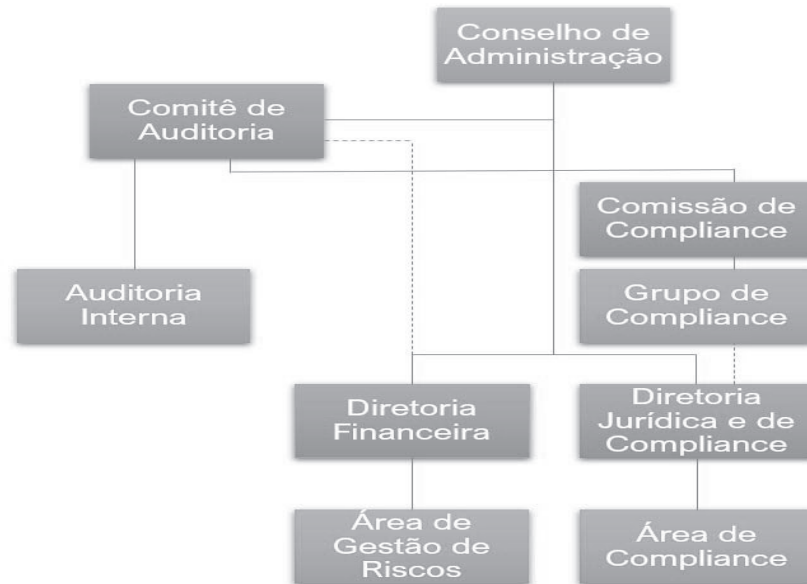 Conselho de
Administração
Comitê de
Auditoria
Comissão de
Compliance
Auditoria
Interna
Grupo de
Compliance
Diretoria
Financeira
Diretoria
Jurídica e de
Compliance
Área de
Gestão de
Riscos
Área de
Compliance